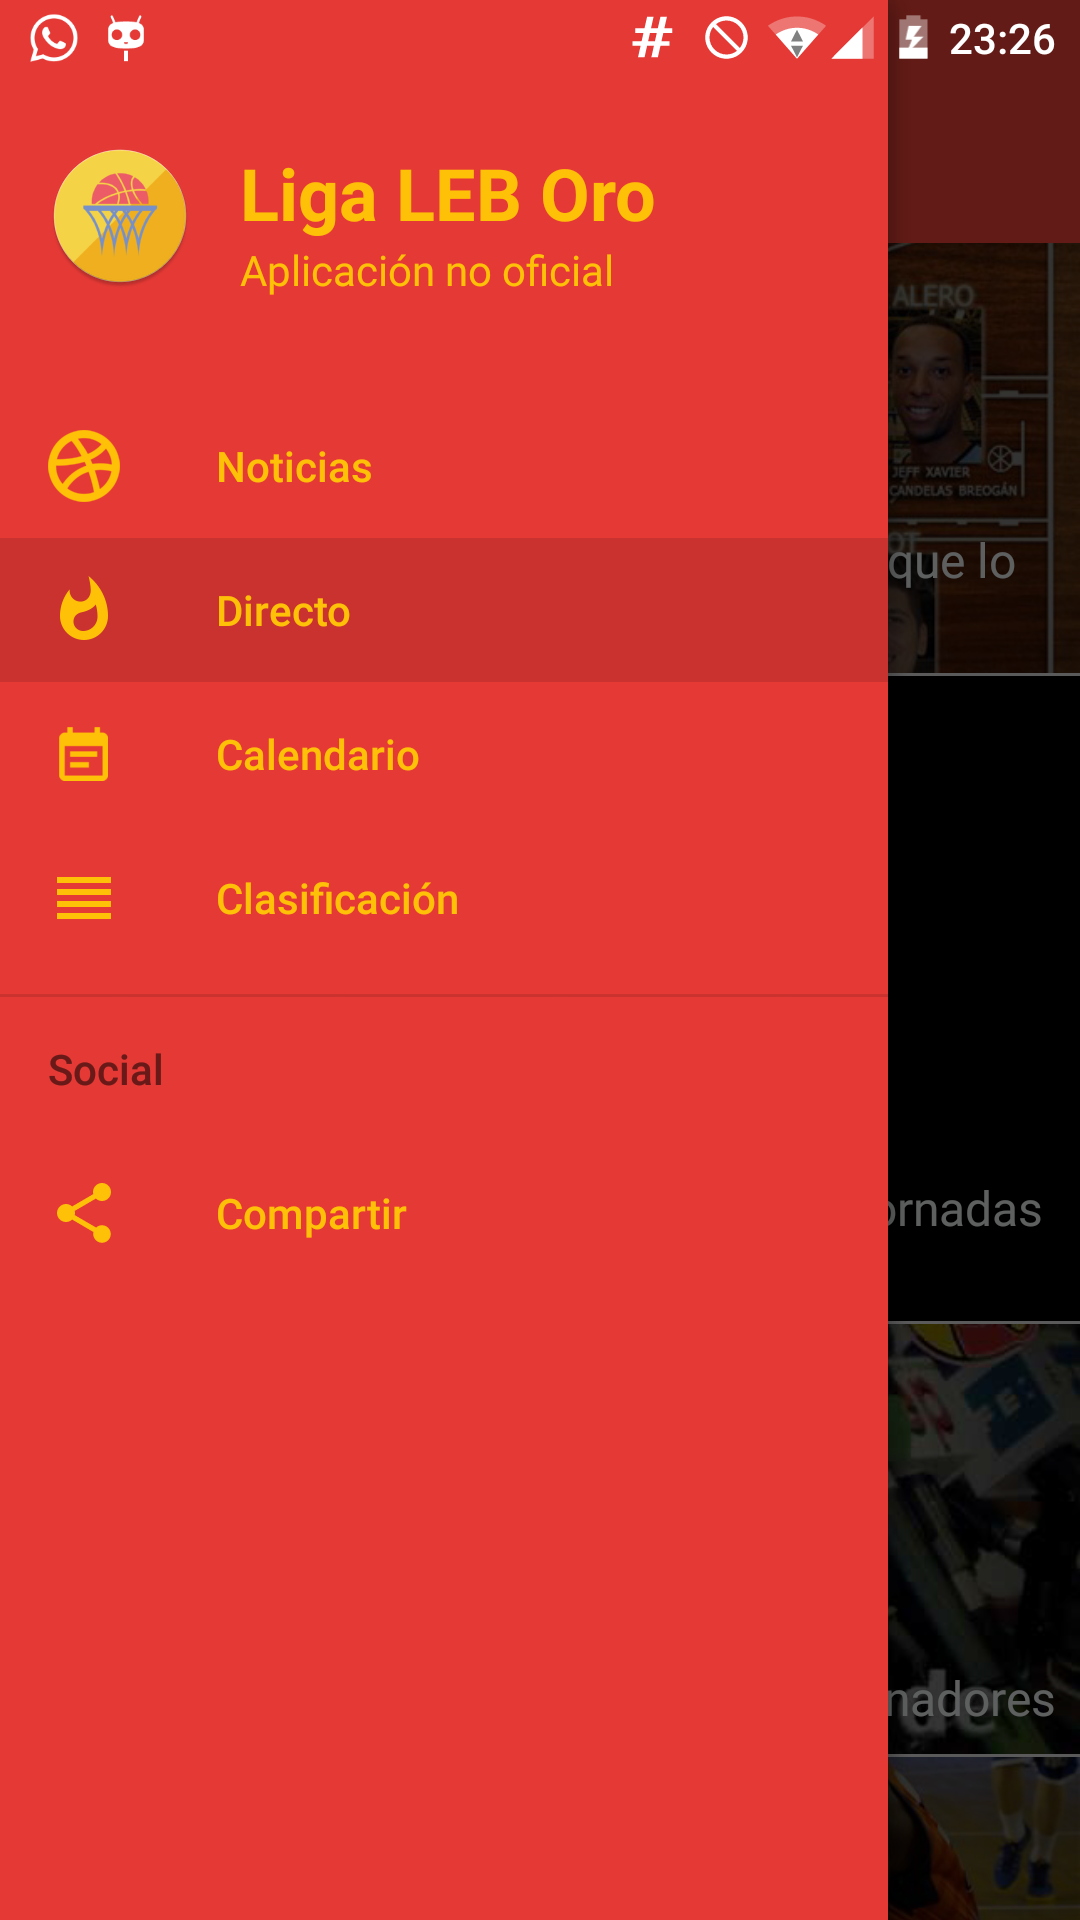 23:26
Liga LEB Oro
Aplicación no oficial
ALERO
JEFF XAVIER
CANDELAS BREOGÁN
Noticias
que lo
Directo
Calendario
Clasificación
Social
Compartir
ornadas
nadores